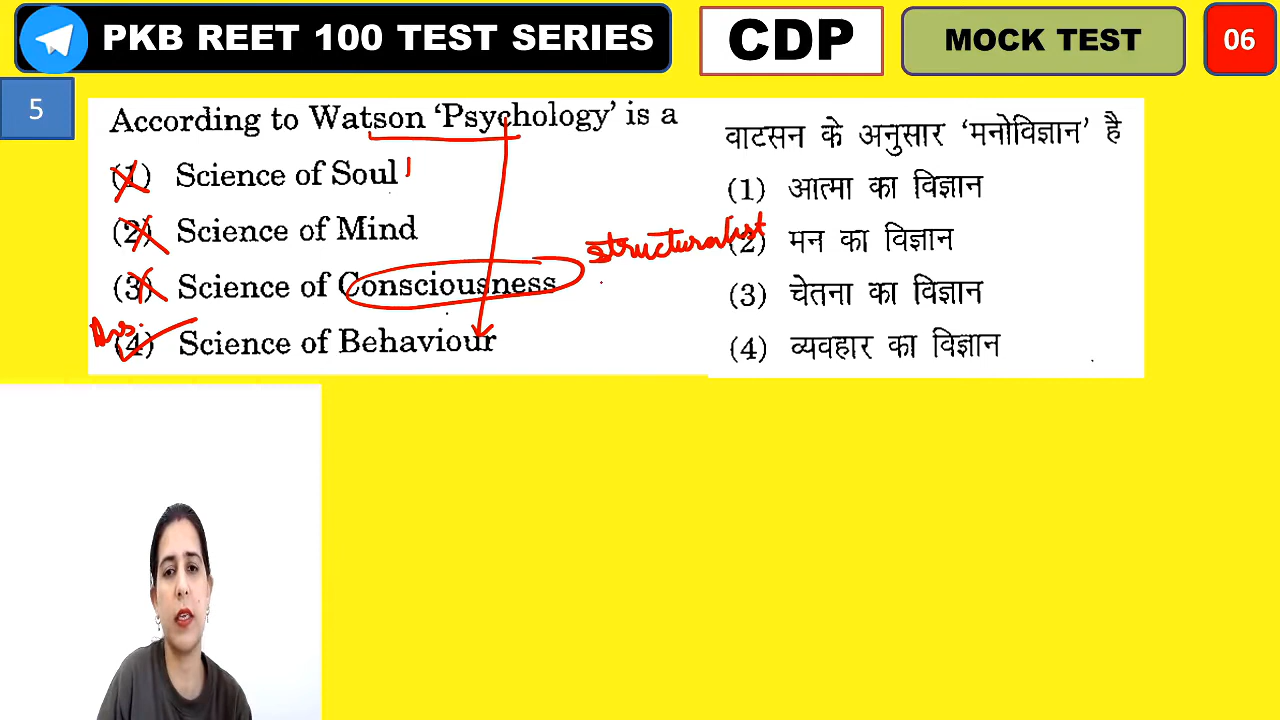 PKB REET 100 TEST SERIES
CDP
MOCK TEST
06
5
According to Watson ‘Psychology’ is a
(1) Science of Soul
(2) Science of Mind
(3) Science of Consciousness
structuralist
Ans.
(4) Science of Behaviour
वाटसन के अनुसार ‘मनोविज्ञान’ है
(1) आत्मा का विज्ञान
(2) मन का विज्ञान
(3) चेतना का विज्ञान
(4) व्यवहार का विज्ञान